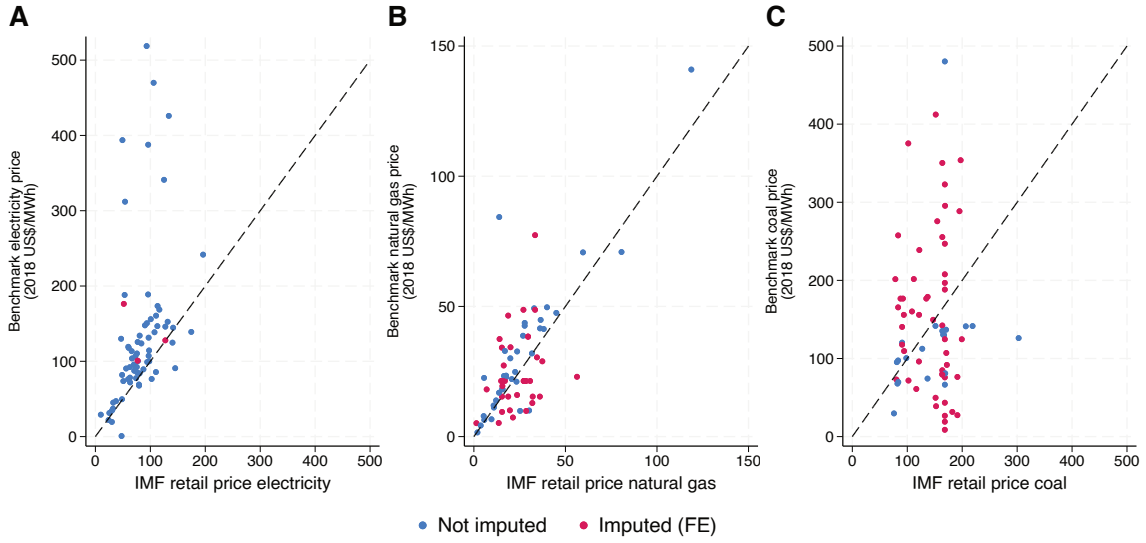 A
B
C
Benchmark electricity price
(2018 US$/MWh)
500
400
300
200
100
0
0 100 200 300 400 500
IMF retail price electricity
Benchmark natural gas price
(2018 US$/MWh)
150
100
50
0
0 50 100 150
IMF retail price natural gas
Benchmark coal price
(2018 US$/MWh)
500
400
300
200
100
0
0 100 200 300 400 500
IMF retail price coal
Not imputed
Imputed (FE)